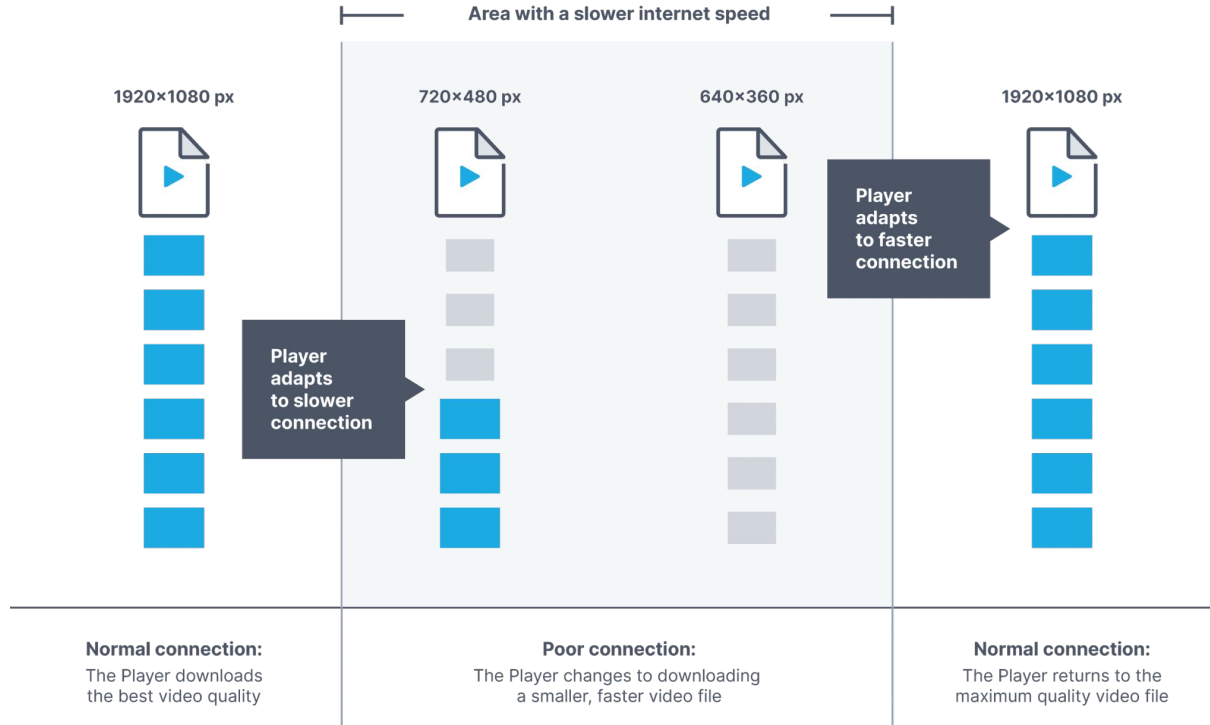 Area with a slower internet speed
1920×1080 px
720×480 px
640×360 px
1920×1080 px
Player
adapts
to faster
connection
Player
adapts
to slower
connection
Normal connection:
The Player downloads
the best video quality
Poor connection:
The Player changes to downloading
a smaller, faster video file
Normal connection:
The Player returns to the
maximum quality video file